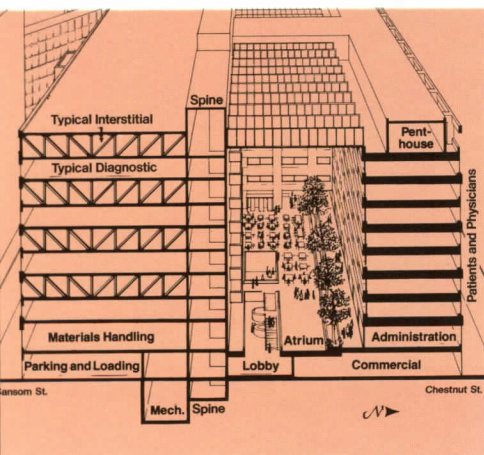 Spine
Typical Interstitial
Pent-
house
Typical Diagnostic
Patients and Physicians
Materials Handling
Atrium
Administration
Parking and Loading
Lobby
Commercial
Sansom St.
Chestnut St.
Mech.
Spine
N